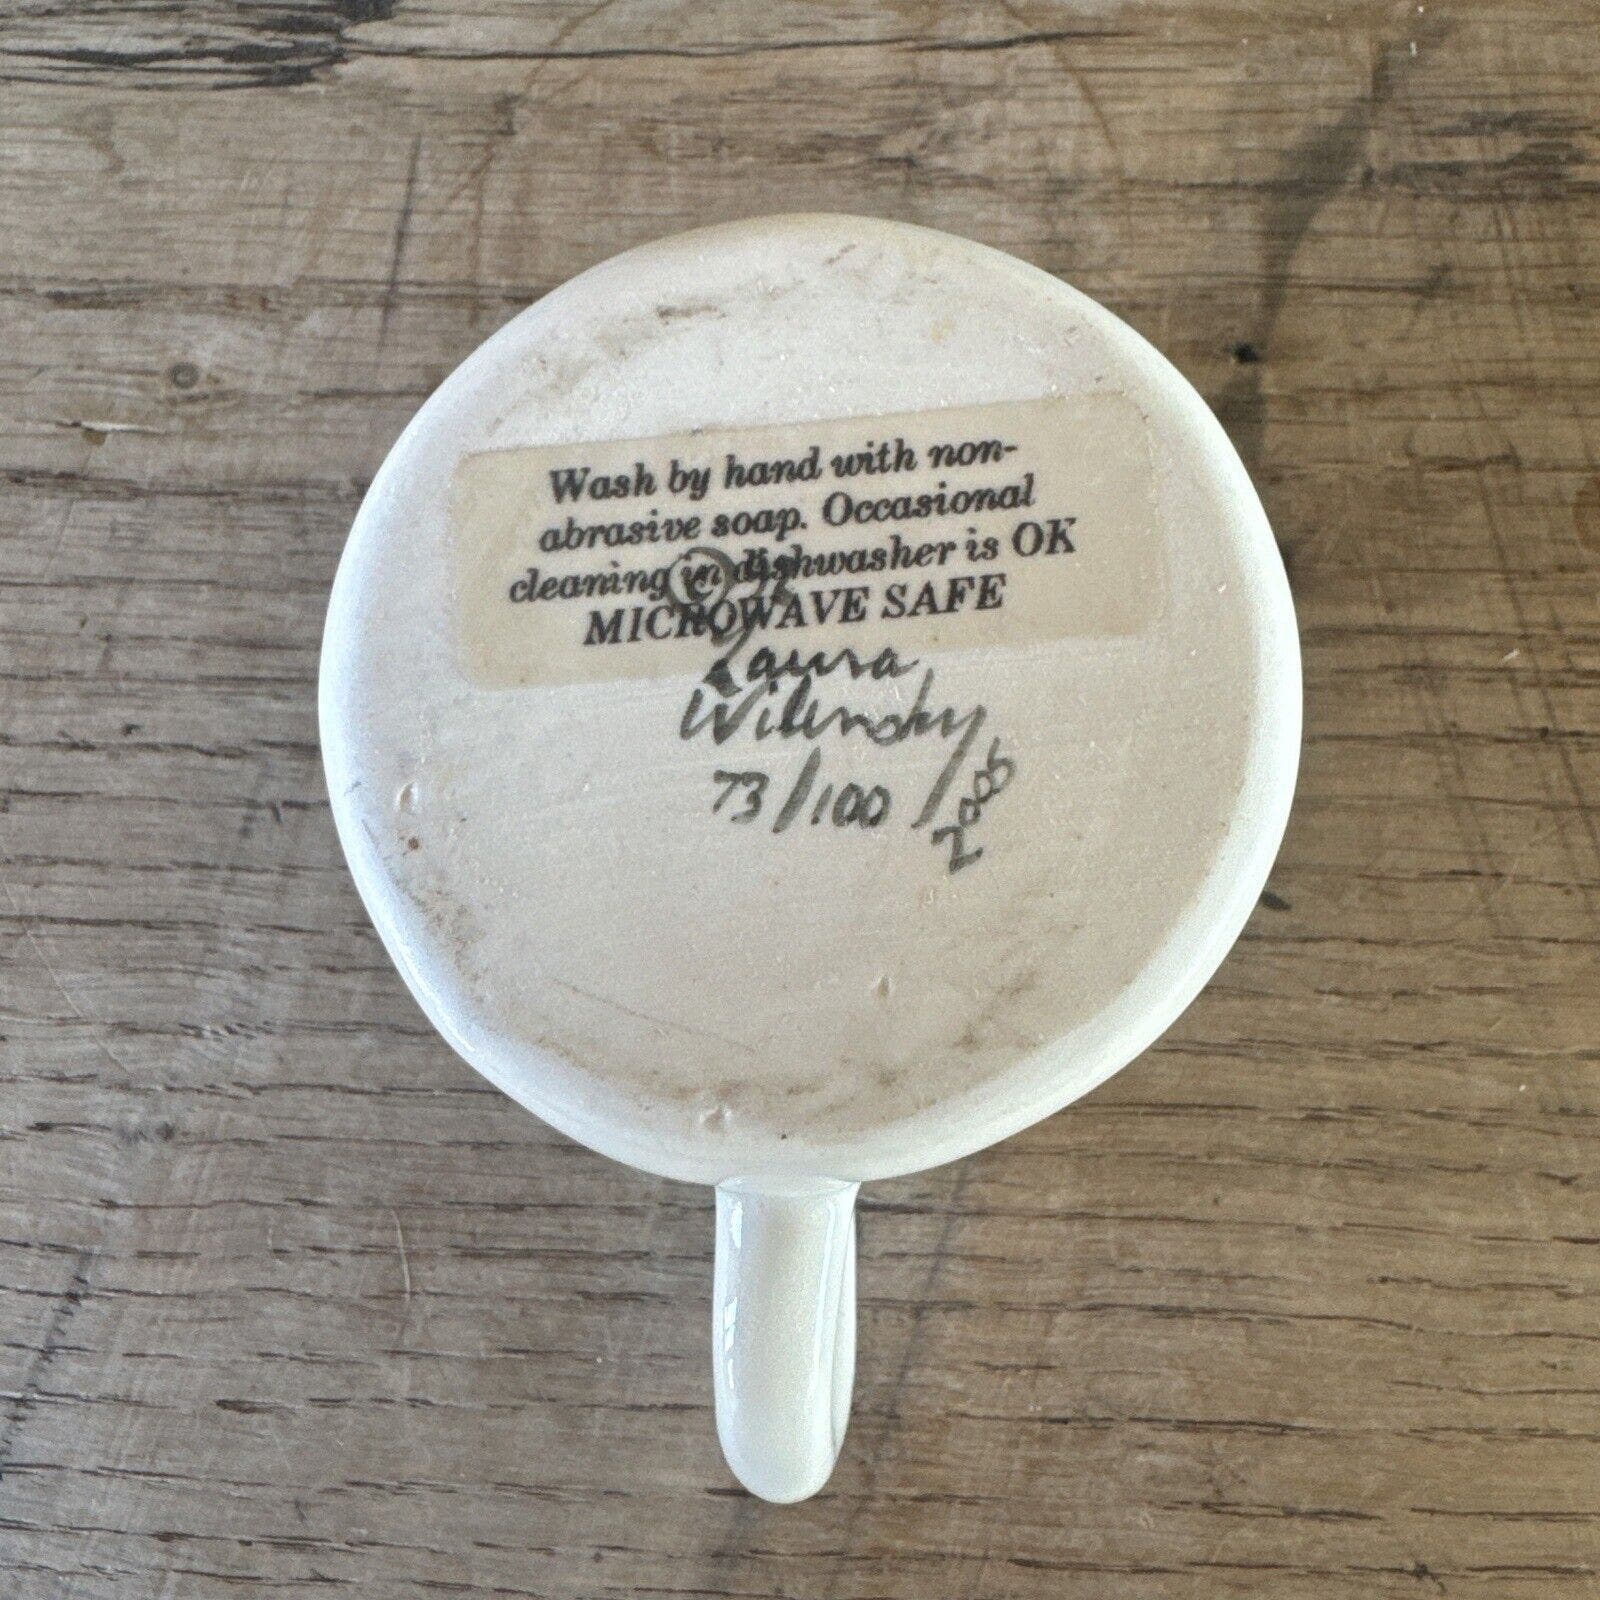 Wash by hand with non-
abrasive soap. Occasional
cleaning in dishwasher is OK
MICROWAVE SAFE
©
Laura
Wilensky
73/100/2006